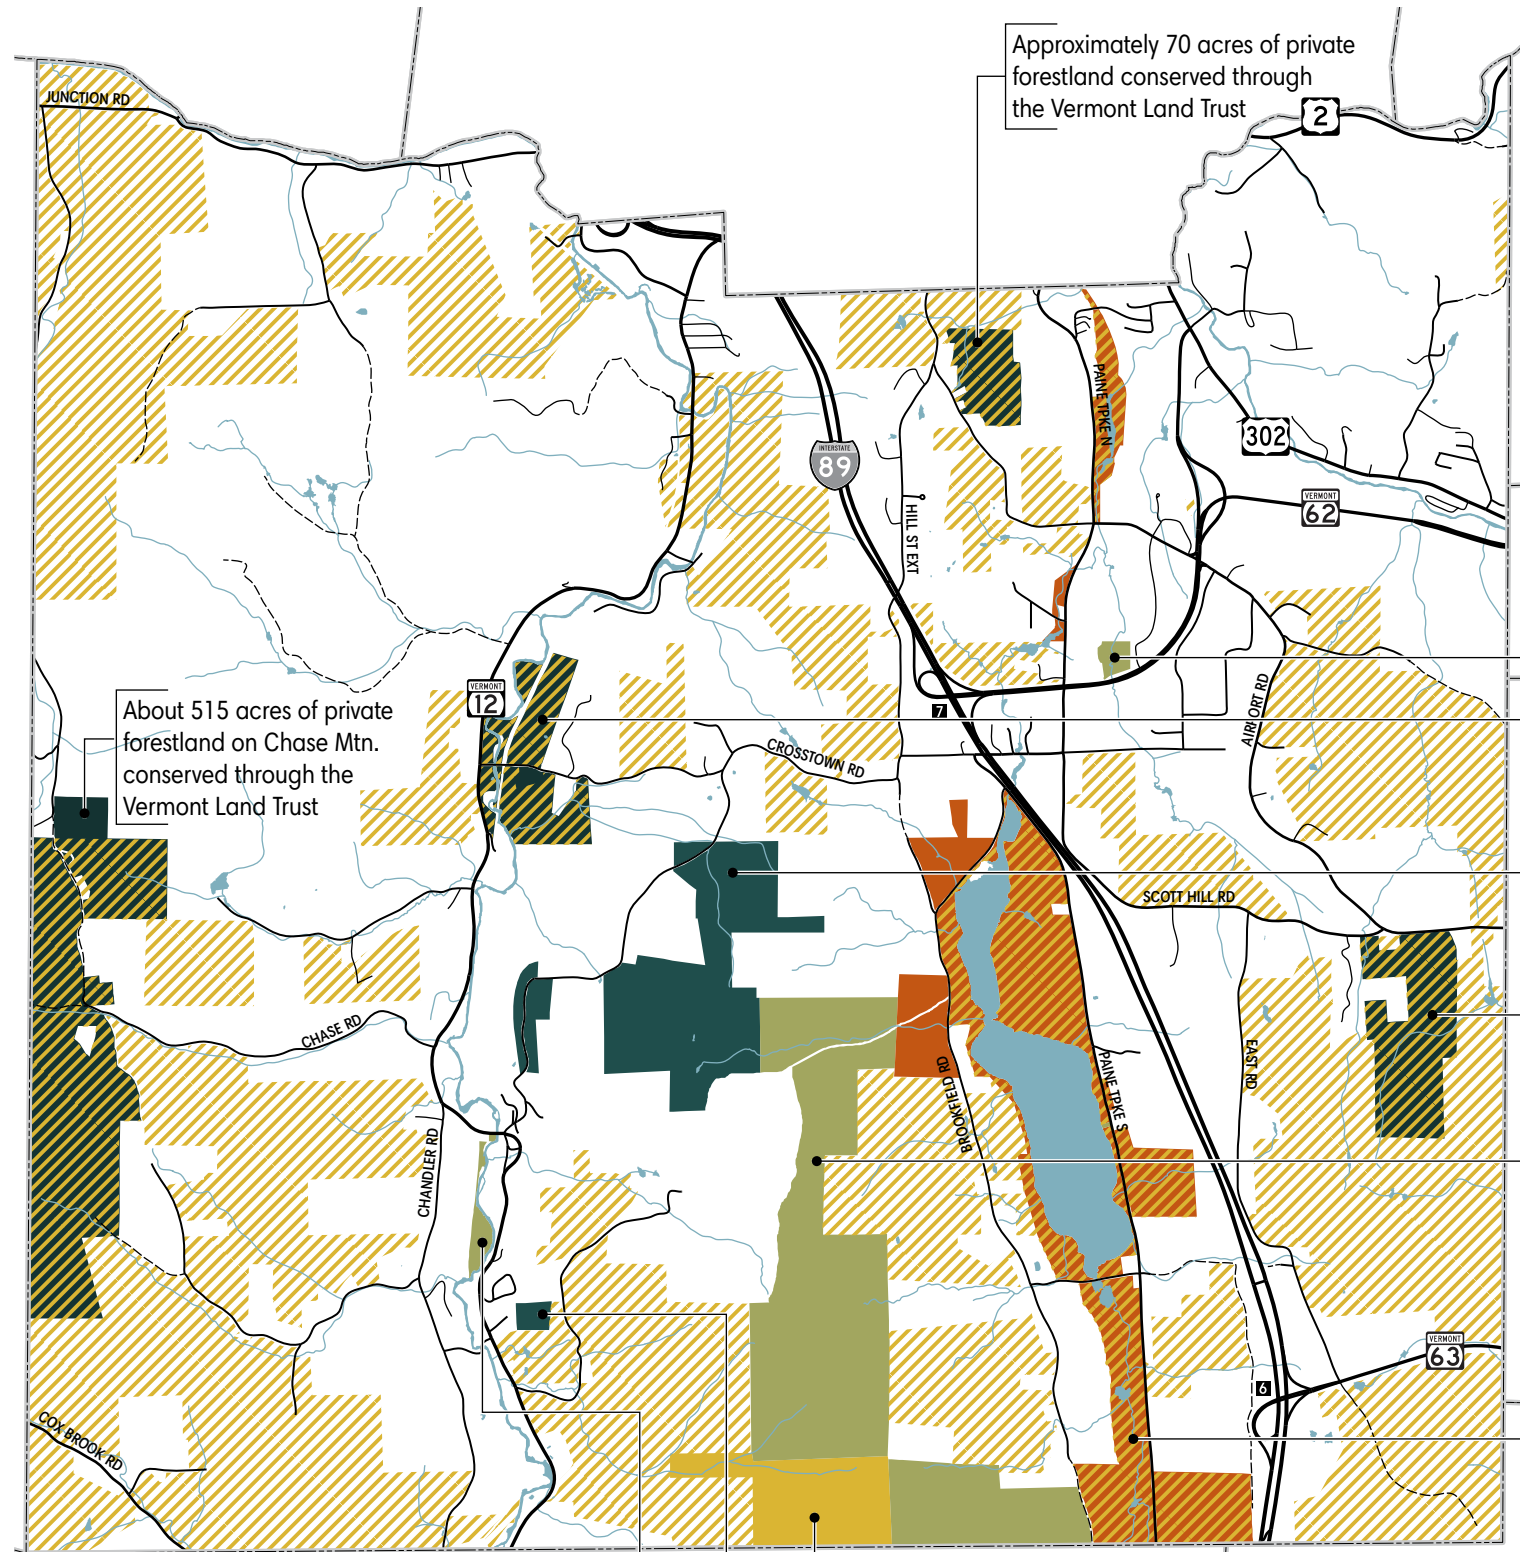 Approximately 70 acres of private
forestland conserved through
the Vermont Land Trust
JUNCTION RD
2
PAINE TPKE N
302
INTERSTATE
89
VERMONT
62
HILL ST EXT
VERMONT
12
7
AIRPORT RD
About 515 acres of private
forestland on Chase Mtn.
conserved through the
Vermont Land Trust
CROSSTOWN RD
SCOTT HILL RD
CHASE RD
BROOKFIELD RD
PAINE TPKE S
EAST RD
CHANDLER RD
VERMONT
63
6
COX BROOK RD